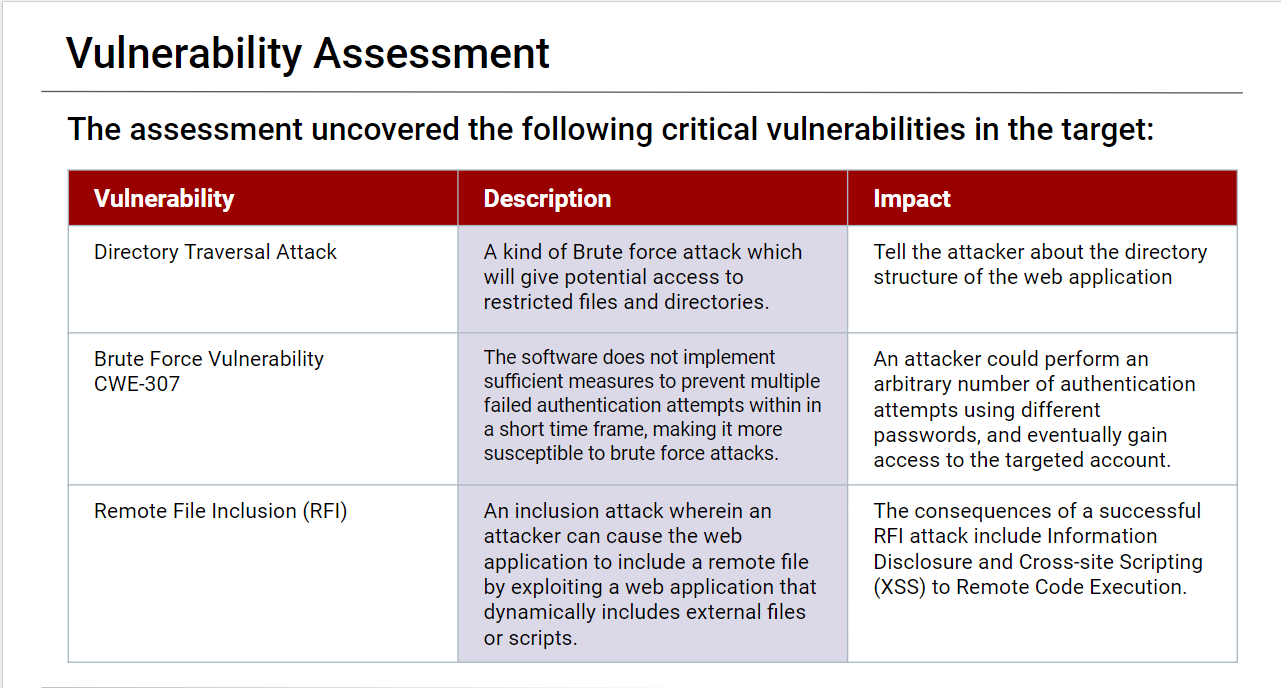 Vulnerability Assessment
The assessment uncovered the following critical vulnerabilities in the target:
Vulnerability
Description
Impact
Directory Traversal Attack
A kind of Brute force attack which
will give potential access to
restricted files and directories.
Tell the attacker about the directory
structure of the web application
Brute Force Vulnerability
CWE-307
The software does not implement
sufficient measures to prevent multiple
failed authentication attempts within in
a short time frame, making it more
susceptible to brute force attacks.
An attacker could perform an
arbitrary number of authentication
attempts using different
passwords, and eventually gain
access to the targeted account.
Remote File Inclusion (RFI)
An inclusion attack wherein an
attacker can cause the web
application to include a remote file
by exploiting a web application that
dynamically includes external files
or scripts.
The consequences of a successful
RFI attack include Information
Disclosure and Cross-site Scripting
(XSS) to Remote Code Execution.